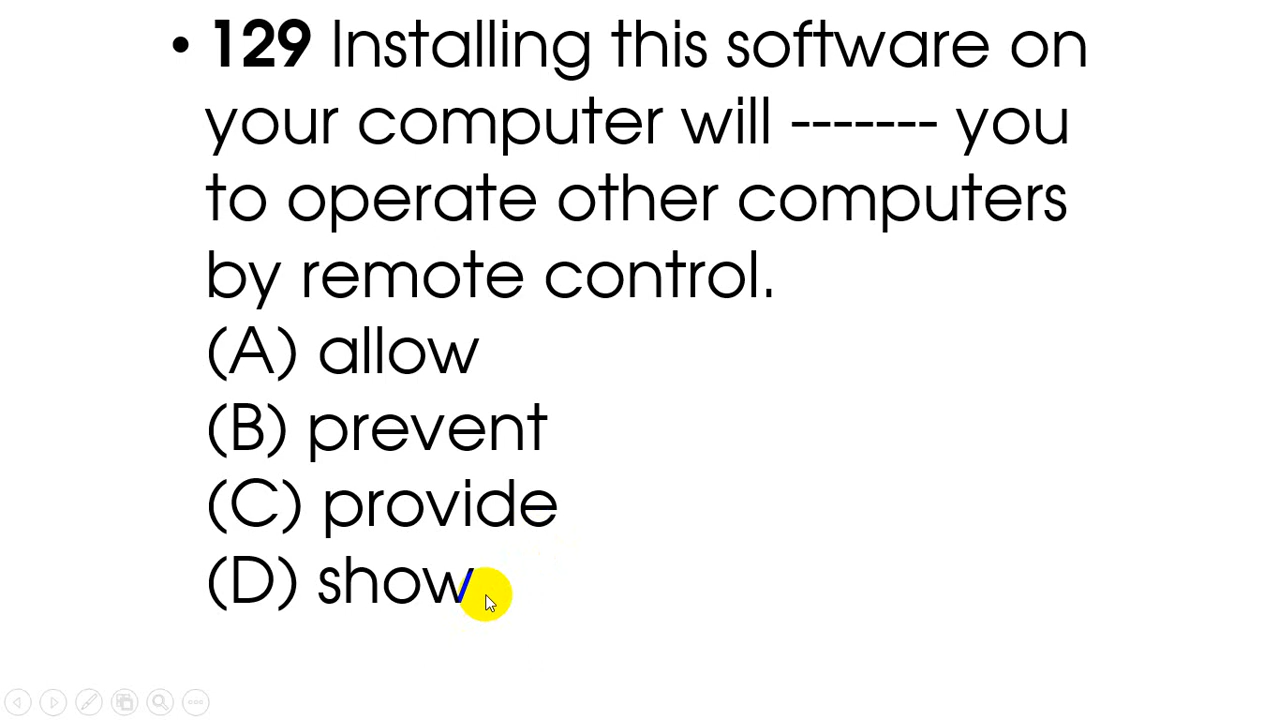 • 129 Installing this software on
your computer will ------- you
to operate other computers
by remote control.
(A) allow
(B) prevent
(C) provide
(D) show